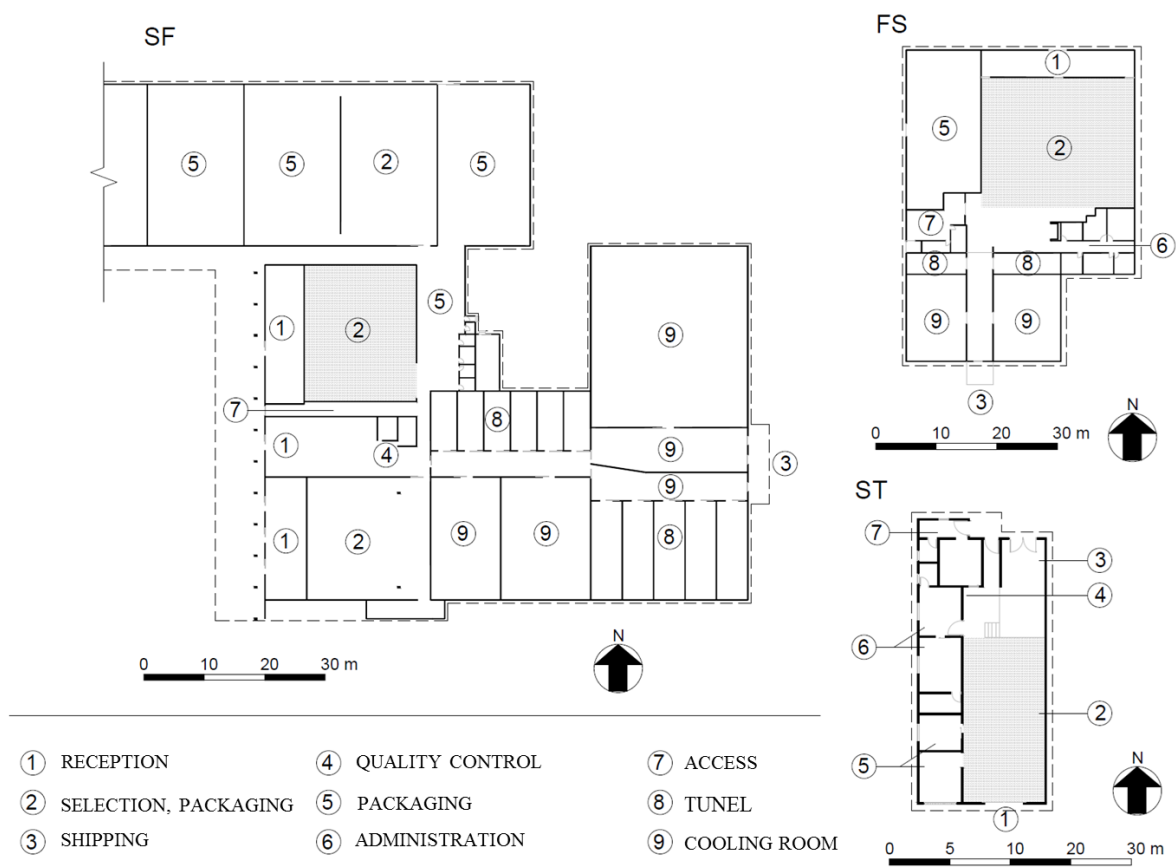 SF
5
5
2
5
1
2
5
9
7
8
1
4
9
3
9
1
2
9
9
8
N
0 10 20 30 m
FS
1
5
2
7
6
8
8
9
9
3
N
0 10 20 30 m
ST
7
3
4
6
2
5
N
1
0 5 5 10 20 30 m
1 RECEPTION
4 QUALITY CONTROL
7 ACCESS
2 SELECTION, PACKAGING
5 PACKAGING
8 TUNEL
3 SHIPPING
6 ADMINISTRATION
9 COOLING ROOM